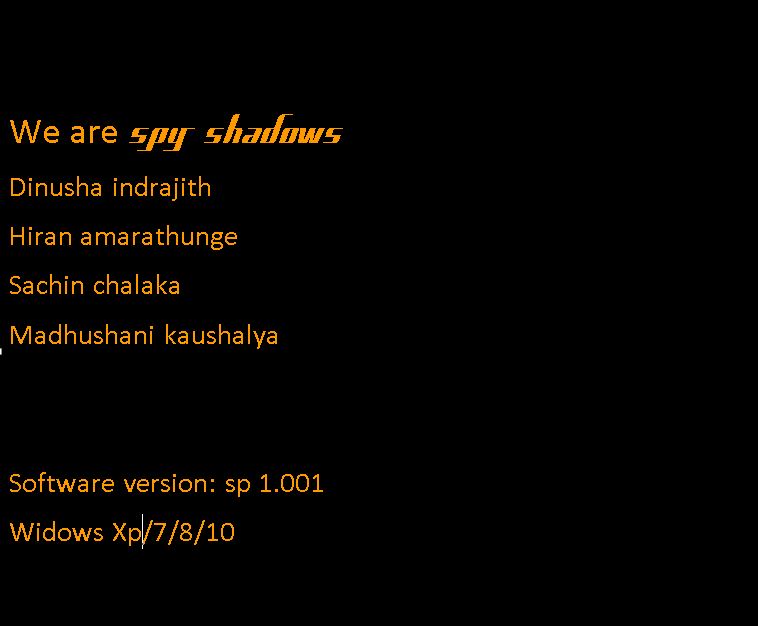 We are spy shadows
Dinusha indrajith
Hiran amarathunge
Sachin chalaka
Madhushani kaushalya
Software version: sp 1.001
Widows Xp/7/8/10